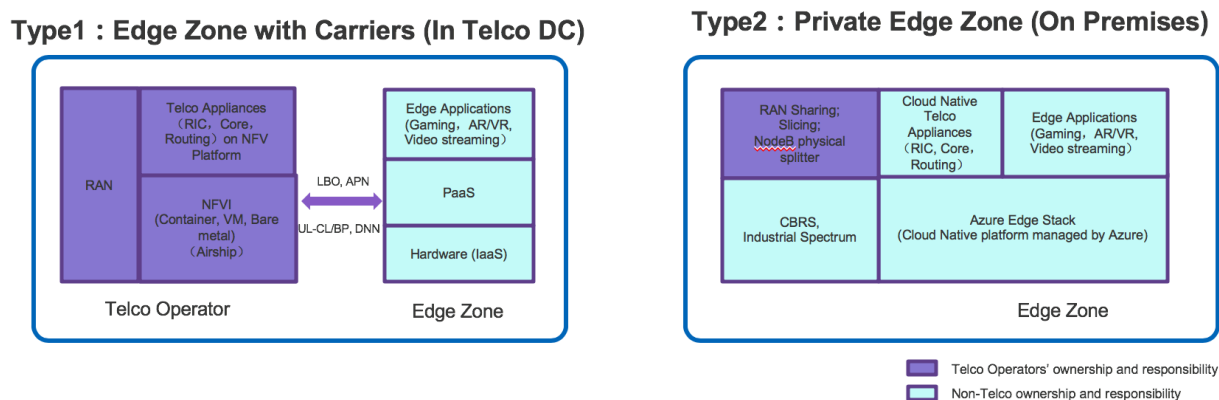 Type1：Edge Zone with Carriers (In Telco DC)
RAN
Telco Appliances
（RIC，Core，
Routing）on NFV
Platform
NFVI
(Container, VM, Bare
metal)
（Airship）
Telco Operator
LBO, APN
UL-CL/BP, DNN
Edge Applications
(Gaming，AR/VR,
Video streaming）
PaaS
Hardware (IaaS)
Edge Zone
Type2：Private Edge Zone (On Premises)
RAN Sharing;
Slicing;
NodeB physical
splitter
Cloud Native
Telco
Appliances
(RIC, Core，
Routing）
Edge Applications
(Gaming，AR/VR,
Video streaming）
CBRS,
Industrial Spectrum
Azure Edge Stack
(Cloud Native platform managed by Azure)
Edge Zone
Telco Operators' ownership and responsibility
Non-Telco ownership and responsibility